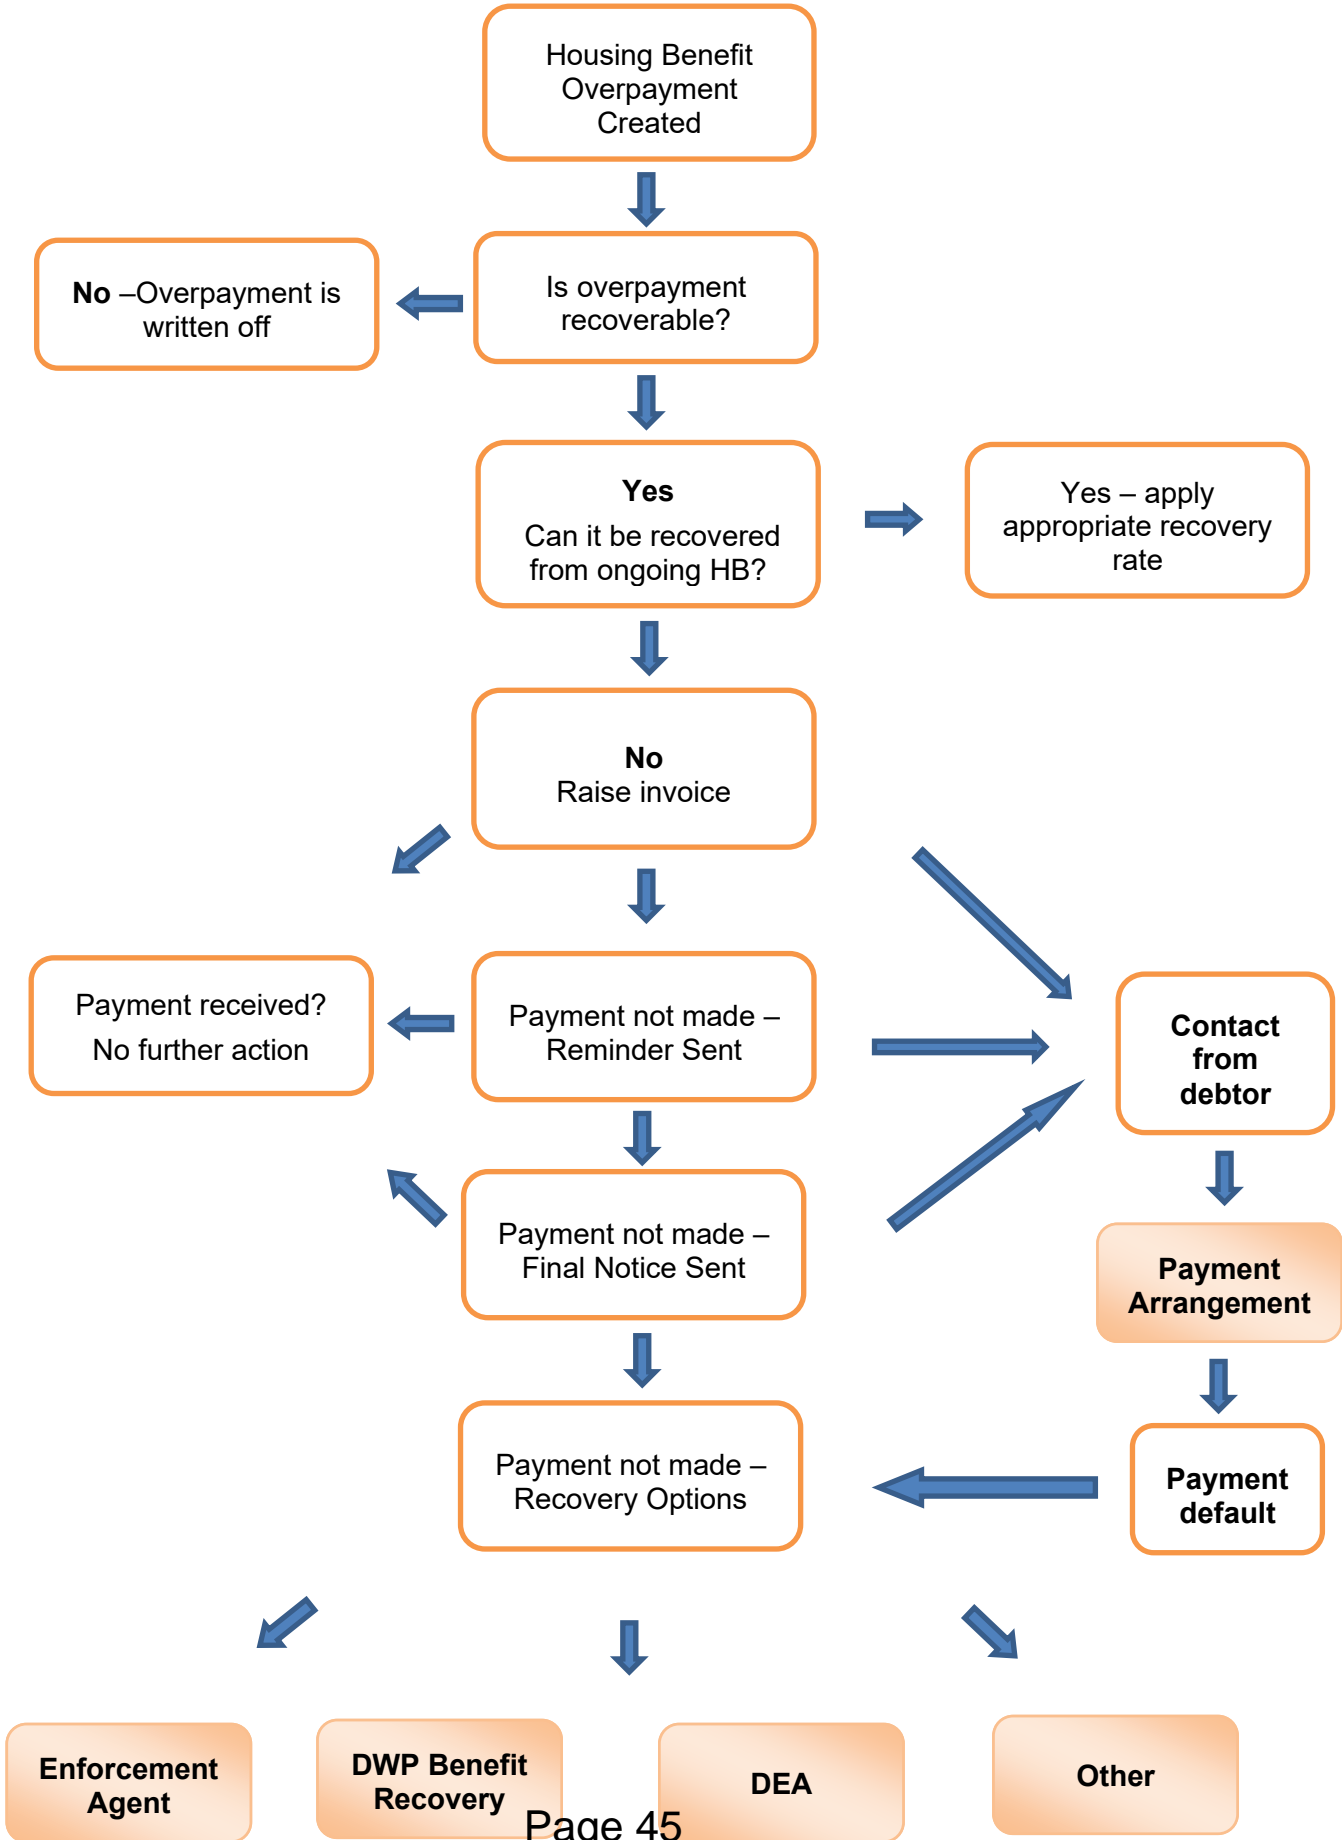 Housing Benefit
Overpayment
Created
No –Overpayment is
written off
Is overpayment
recoverable?
Yes
Can it be recovered
from ongoing HB?
Yes – apply
appropriate recovery
rate
No
Raise invoice
Payment received?
No further action
Payment not made –
Reminder Sent
Contact
from
debtor
Payment not made –
Final Notice Sent
Payment
Arrangement
Payment not made –
Recovery Options
Payment
default
Enforcement
Agent
DWP Benefit
Recovery
DEA
Other
Page 45